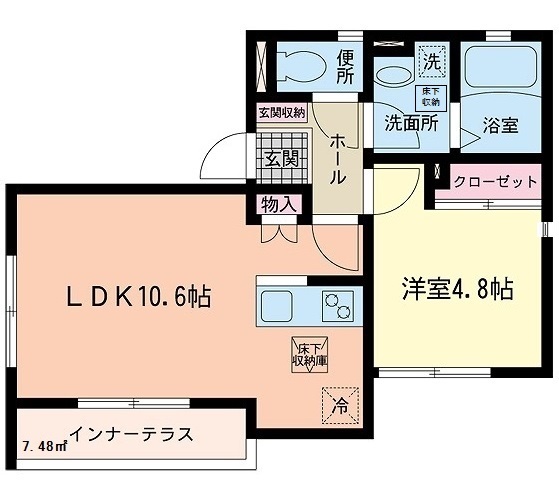 便所
洗
床下
収納
洗面所
浴室
玄関収納
玄関
ホール
クローゼット
物入
LDK10.6帖
洋室4.8帖
床下
収納庫
冷
インナーテラス
7.48㎡